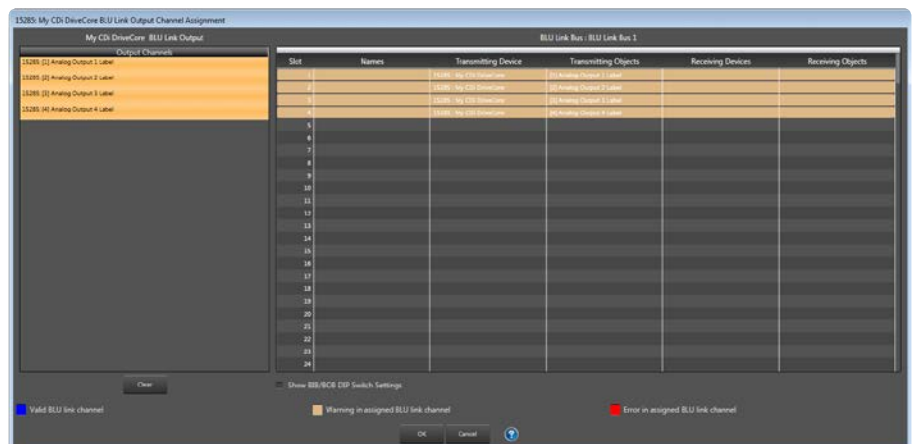 15285: My CDi DriveCore BLU Link Output Channel Assignment
My CDi DriveCore BLU Link Output
BLU Link Bus : BLU Link Bus 1
Output Channels
Slot Names Transmitting Device Transmitting Objects Receiving Devices Receiving Objects
15285: [1] Analog Output 1 Label
15285: [2] Analog Output 2 Label
15285: [3] Analog Output 3 Label
15285: [4] Analog Output 4 Label
1 15285: My CDi DriveCore [1] Analog Output 1 Label
2 15285: My CDi DriveCore [2] Analog Output 2 Label
3 15285: My CDi DriveCore [3] Analog Output 3 Label
4 15285: My CDi DriveCore [4] Analog Output 4 Label
5
6
7
8
9
10
11
12
13
14
15
16
17
18
19
20
21
22
23
24
Clear
Show BIB/BOB DIP Switch Settings
Valid BLU link channel
Warning in assigned BLU link channel
Error in assigned BLU link channel
OK Cancel ?